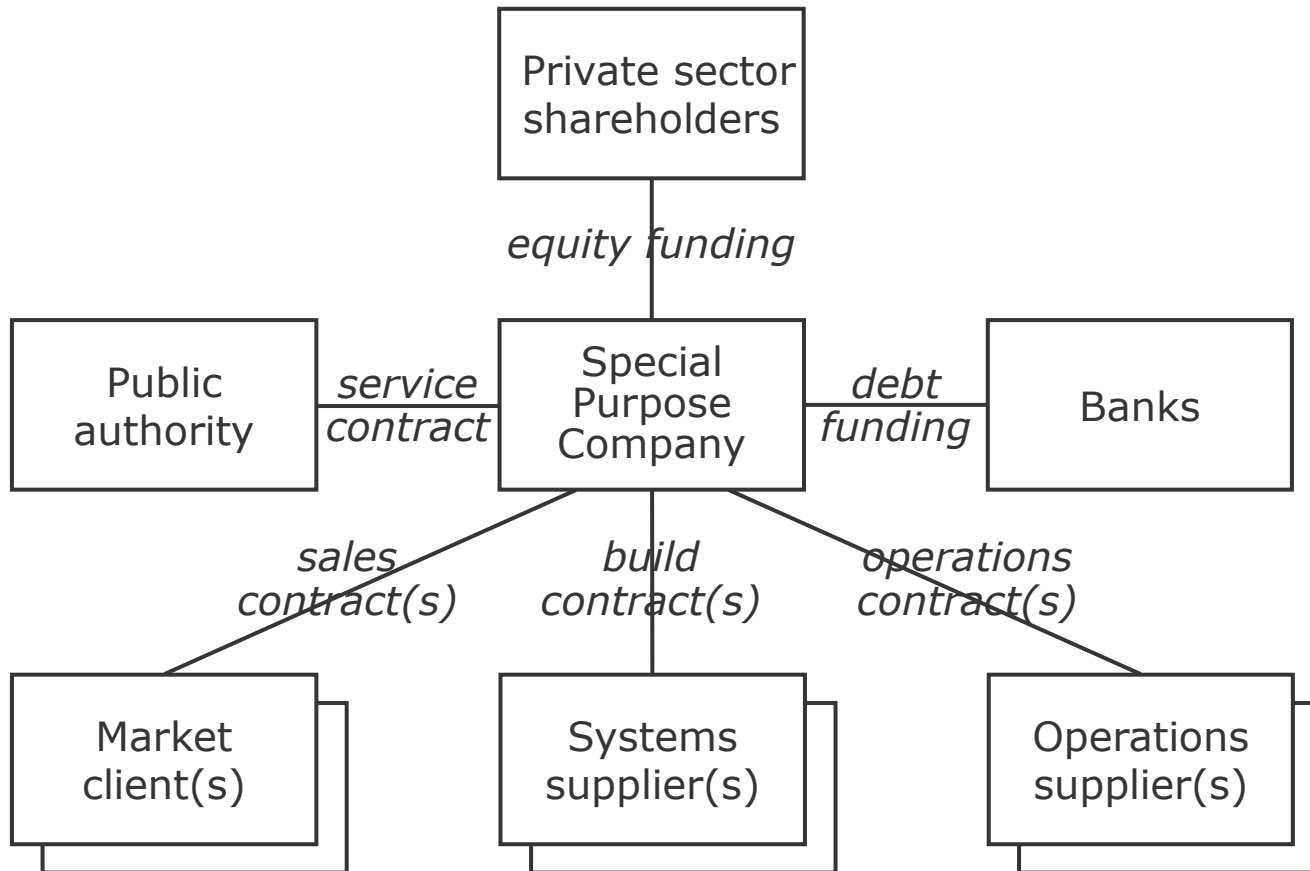 Private sector
shareholders
equity funding
Public
authority
service
contract
Special
Purpose
Company
debt
funding
Banks
sales
contract(s)
build
contract(s)
operations
contract(s)
Market
client(s)
Systems
supplier(s)
Operations
supplier(s)